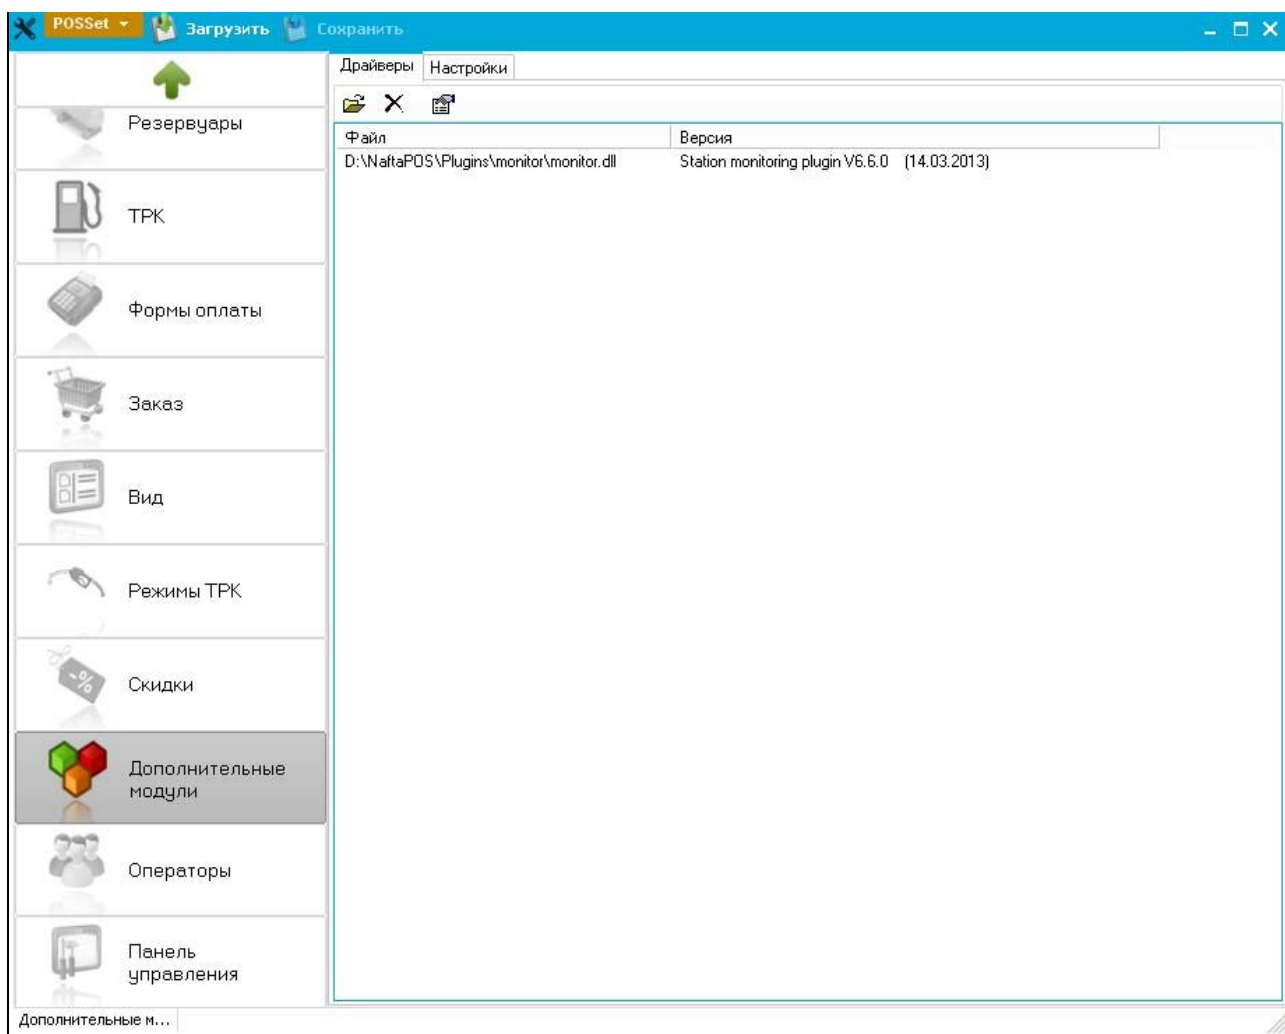 POSSet Загрузить Сохранить
Драйверы Настройки
Файл Версия
D:\NaftaPOS\Plugins\monitor\monitor.dll Station monitoring plugin V6.6.0 (14.03.2013)
Резервуары
ТРК
Формы оплаты
Заказ
Вид
Режимы ТРК
Скидки
Дополнительные
модули
Операторы
Панель
управления
Дополнительные м...